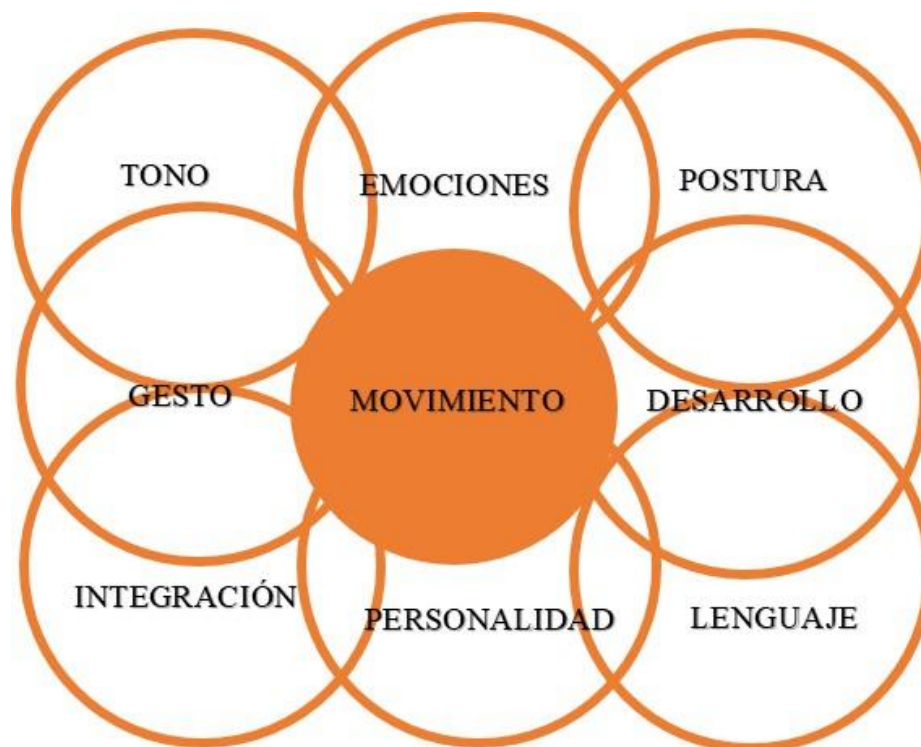 TONO
EMOCIONES
POSTURA
GESTO
MOVIMIENTO
DESARROLLO
INTEGRACIÓN
PERSONALIDAD
LENGUAJE